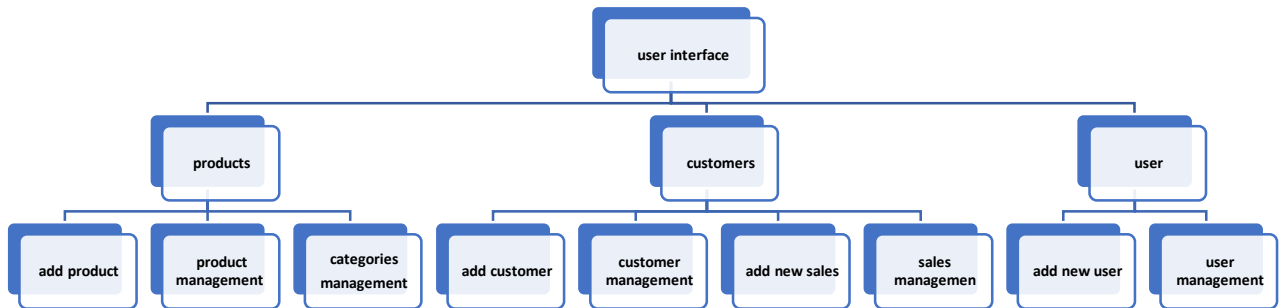 user interface
products
customers
user
add product
product
management
categories
management
add customer
customer
management
add new sales
sales
managemen
add new user
user
management